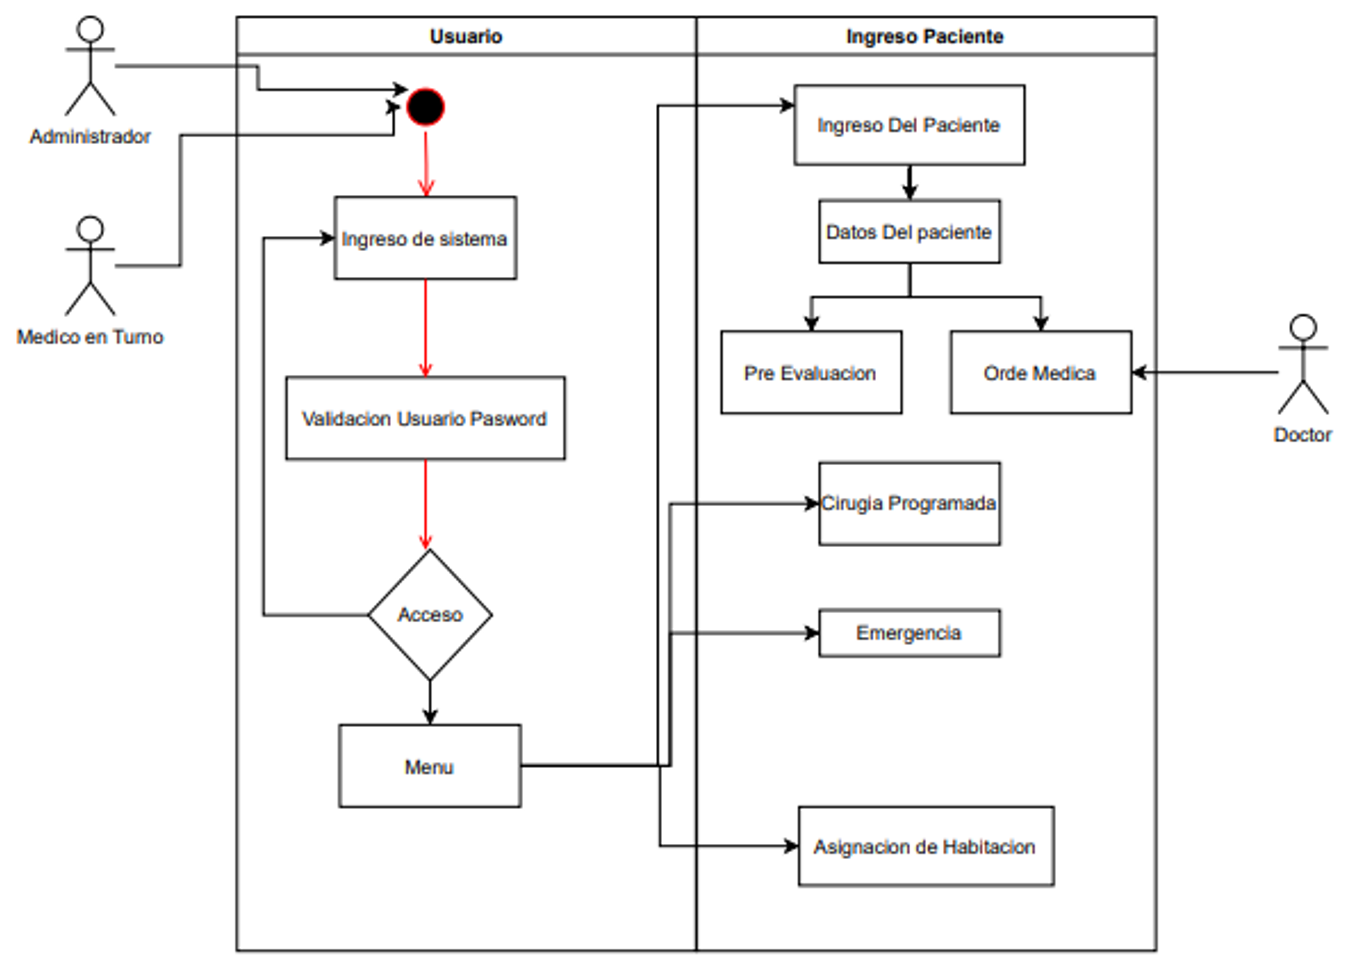 Usuario
Ingreso Paciente
Administrador
Ingreso Del Paciente
Ingreso de sistema
Datos Del paciente
Medico en Turno
Pre Evaluacion
Orde Medica
Doctor
Validacion Usuario Pasword
Cirugia Programada
Acceso
Emergencia
Menu
Asignacion de Habitacion